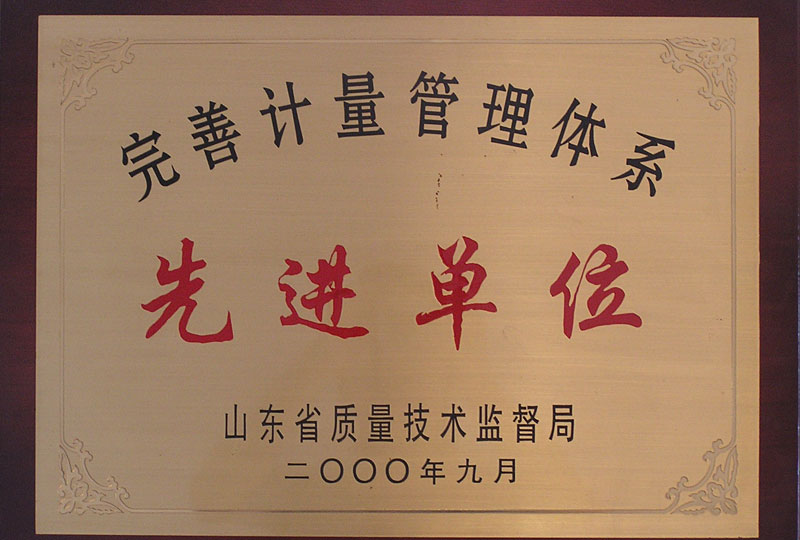 完善计量管理体系
先进单位
山东省质量技术监督局
二〇〇〇年九月